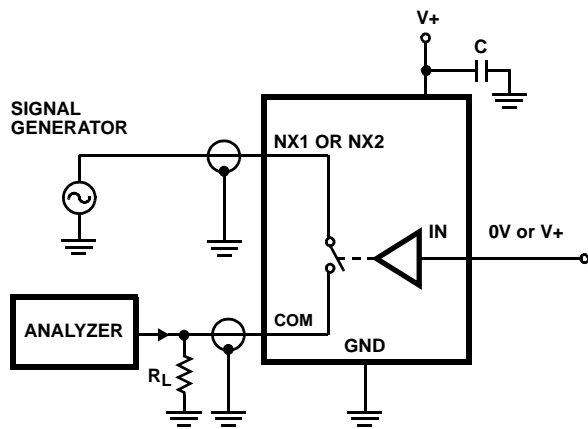 V+
C
SIGNAL
GENERATOR
NX1 OR NX2
IN
0V or V+
ANALYZER
COM
GND
RL